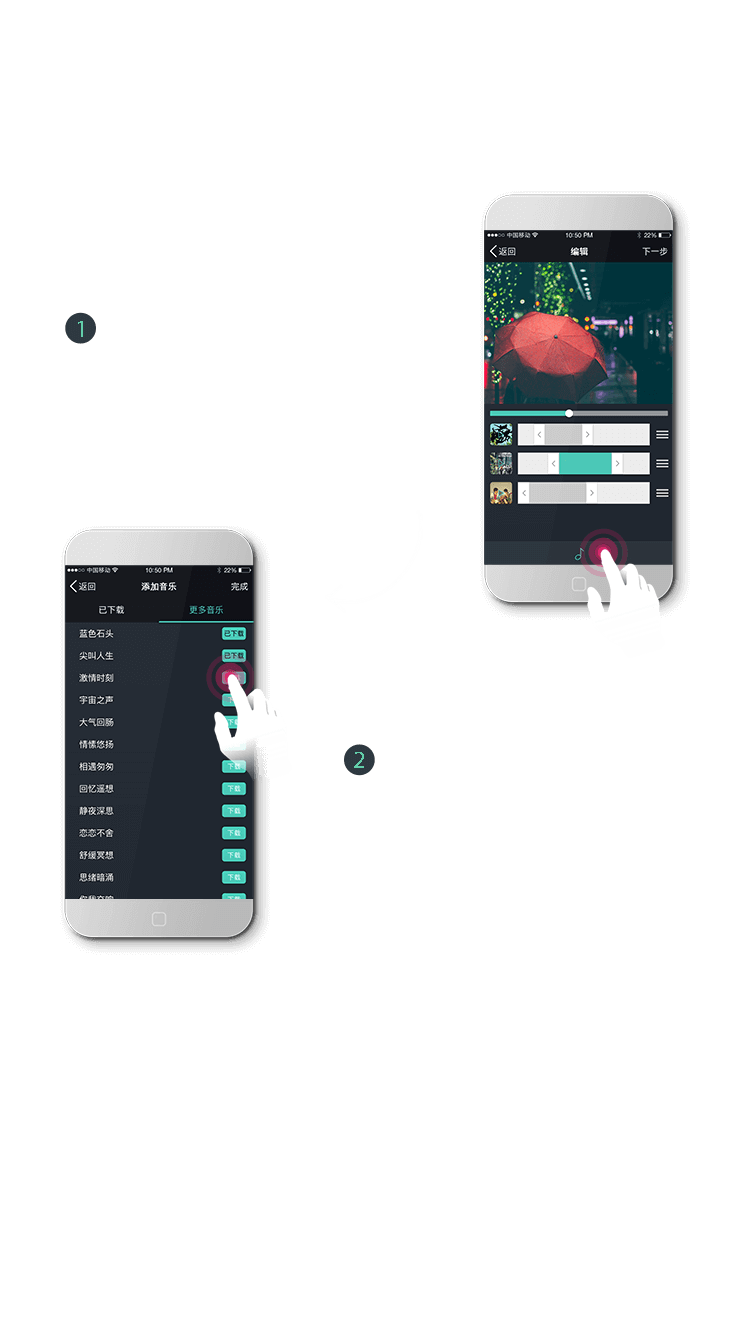 中国移动 10:50 PM 22%
返回 编辑 下一步
1
中国移动 10:50 PM 22%
返回 添加音乐 完成
已下载 更多音乐
蓝色石头 已下载
尖叫人生 已下载
激情时刻
宇宙之声
大气回肠 下载
情愫悠扬
相遇匆匆 下载
回忆遥想 下载
静夜深思 下载
恋恋不舍 下载
舒缓冥想 下载
思绪暗涌 下载
2